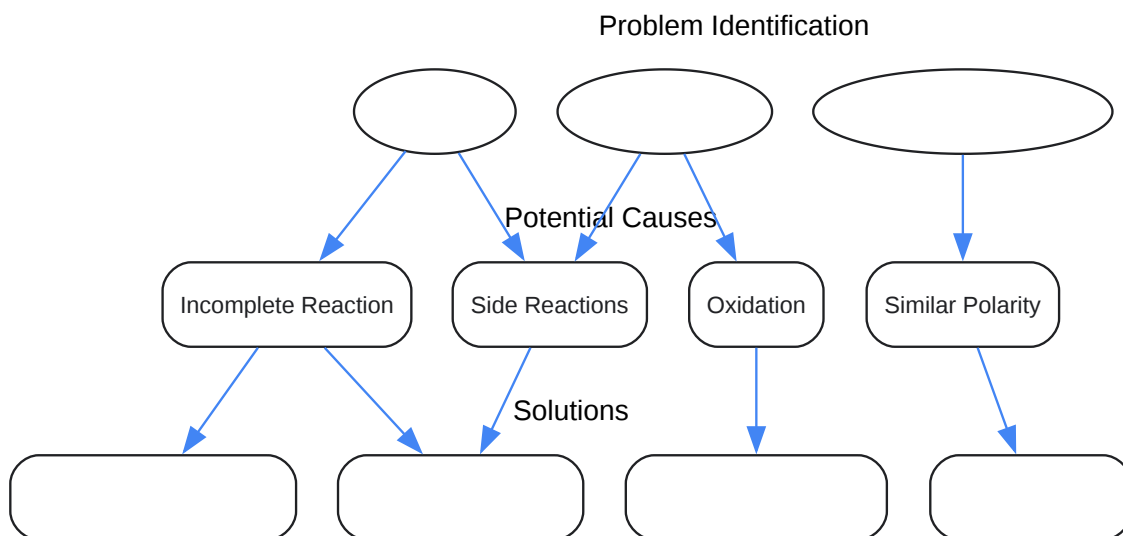 Problem Identification
Potential Causes
Incomplete Reaction
Side Reactions
Oxidation
Similar Polarity
Solutions